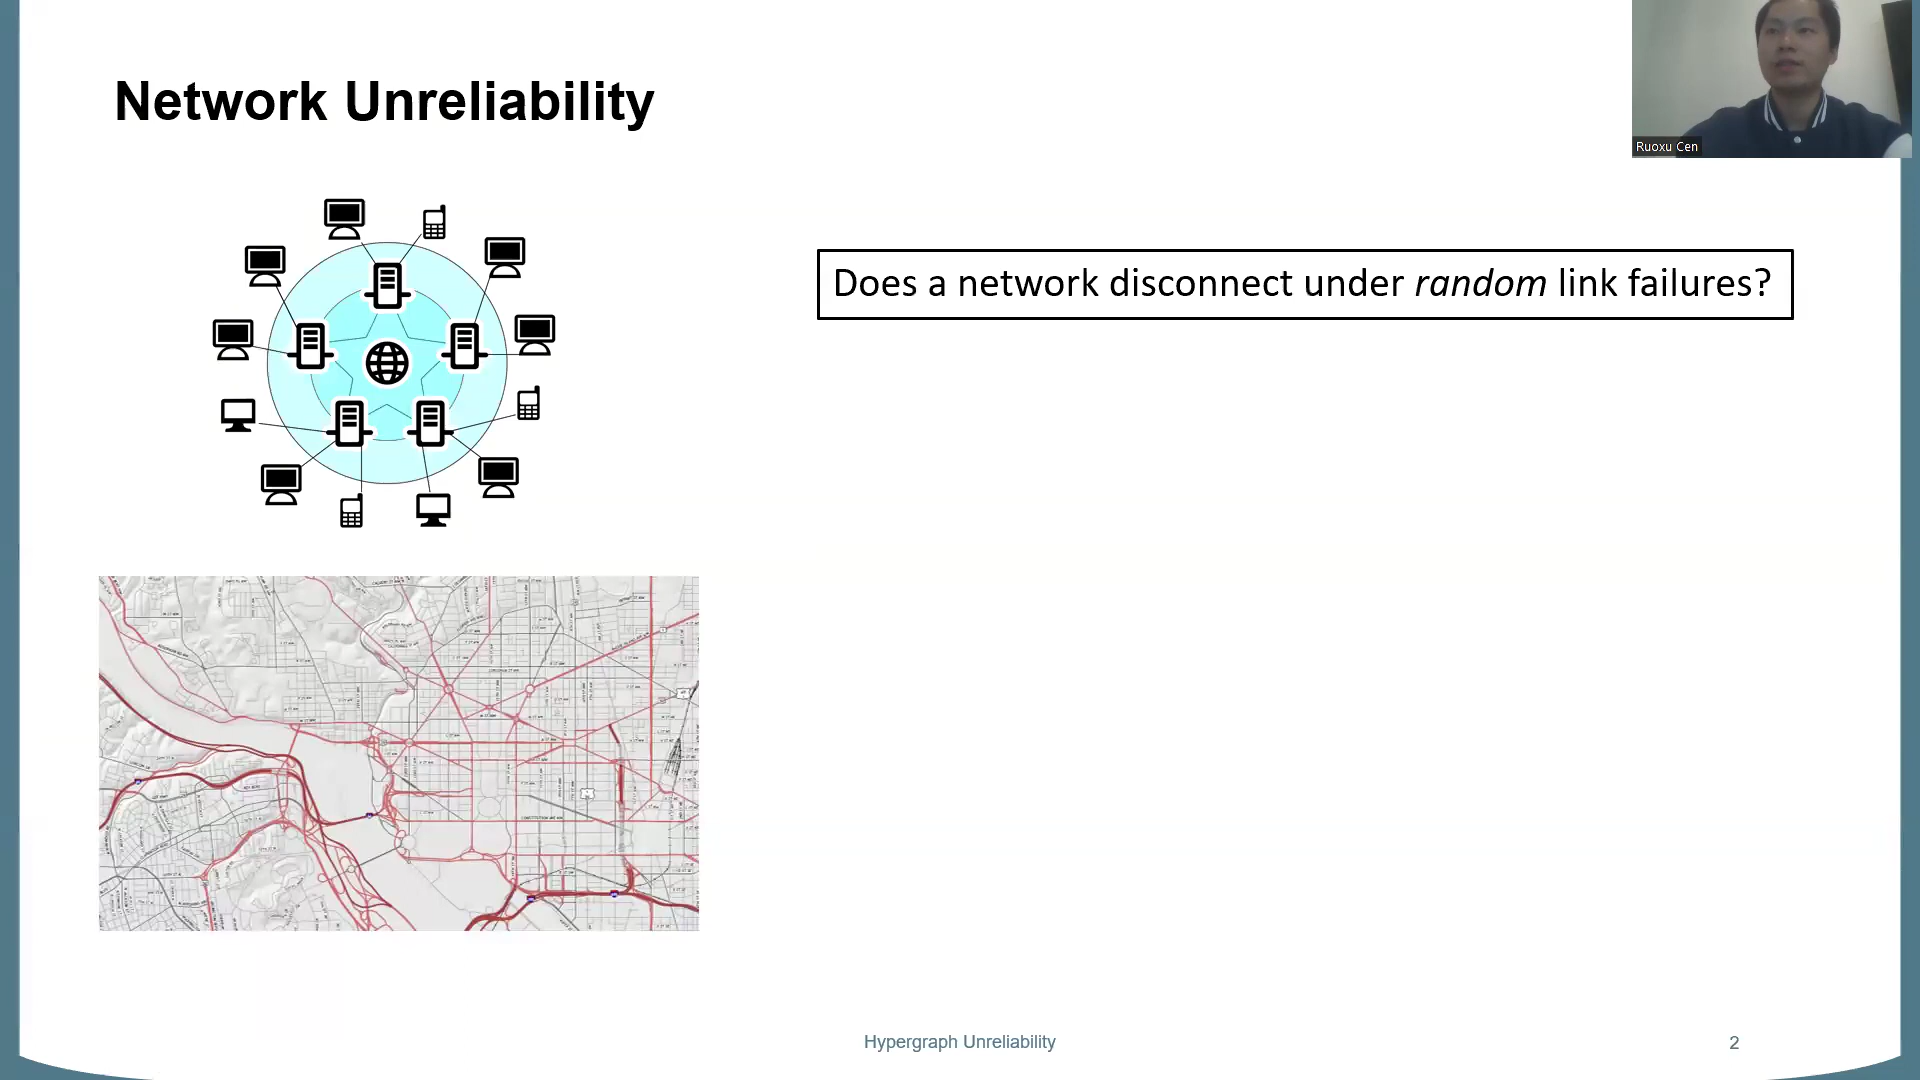 Network Unreliability
Ruoxu Cen
Does a network disconnect under random link failures?
Hypergraph Unreliability
2